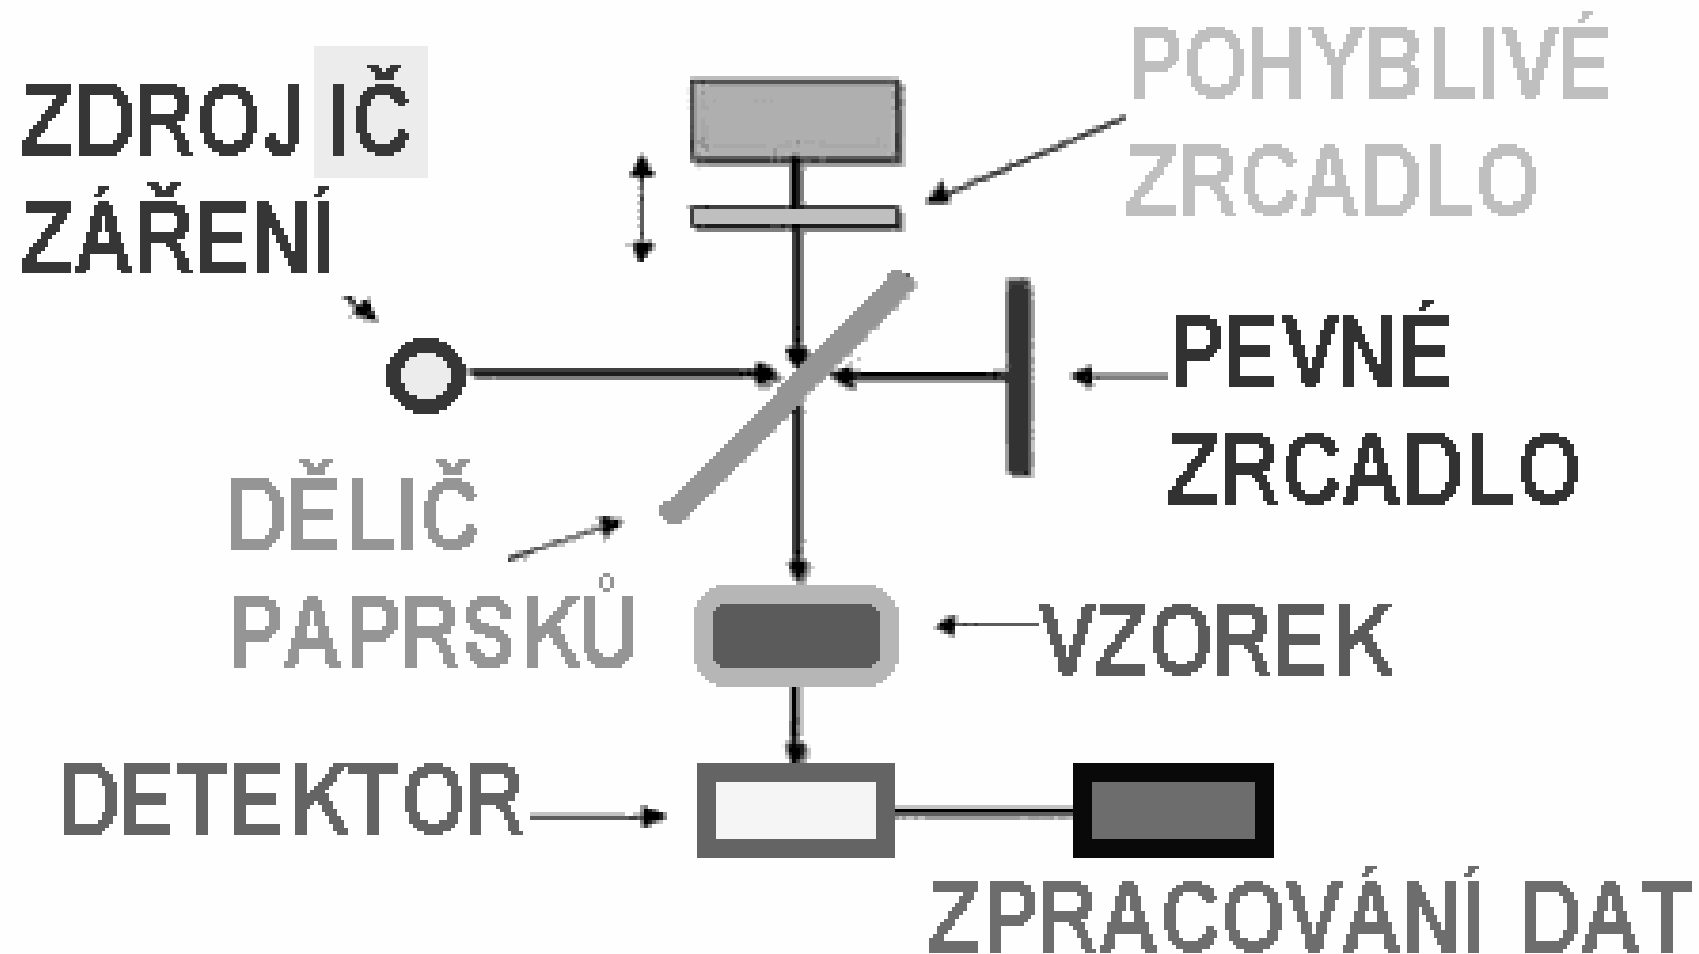 POHYBLIVÉ
ZRCADLO
ZDROJ IČ
ZÁŘENÍ
PEVNÉ
ZRCADLO
DĚLIČ
PAPRSKŮ
VZOREK
DETEKTOR
ZPRACOVÁNÍ DAT